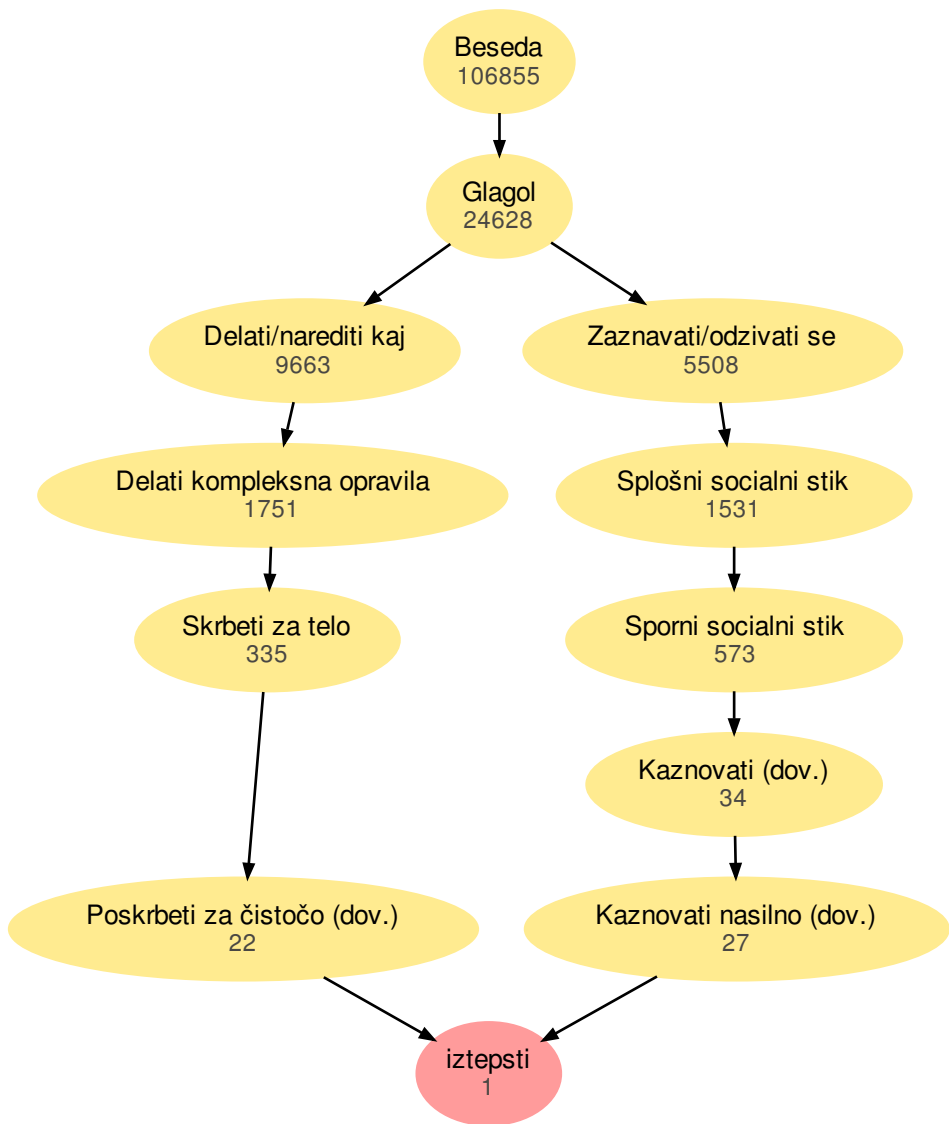 Beseda
106855
Glagol
24628
Delati/narediti kaj
9663
Zaznavati/odzivati se
5508
Delati kompleksna opravila
1751
Splošni socialni stik
1531
Skrbeti za telo
335
Sporni socialni stik
573
Kaznovati (dov.)
34
Poskrbeti za čistočo (dov.)
22
Kaznovati nasilno (dov.)
27
iztepsti
1